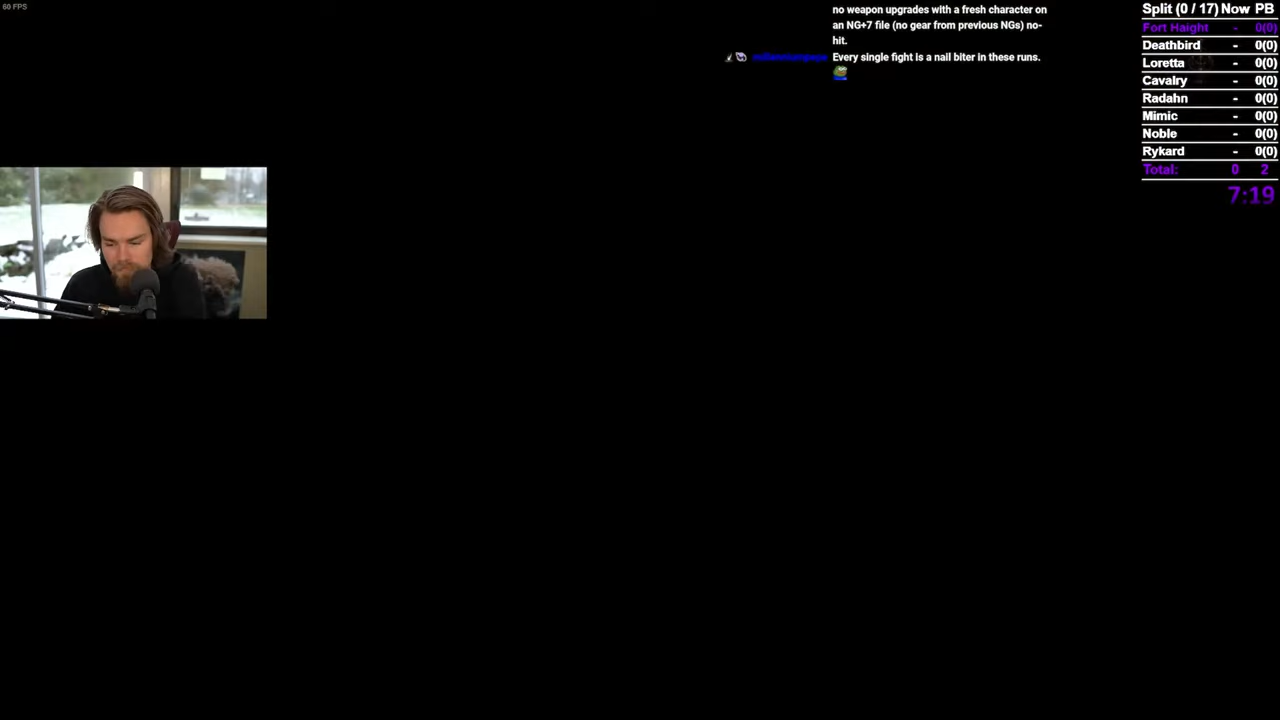 60 FPS
no weapon upgrades with a fresh character on
an NG+7 file (no gear from previous NGs) no-
hit.
Every single fight is a nail biter in these runs.
Split (0 / 17) Now PB
Fort Haight - 0(0)
Deathbird - 0(0)
Loretta - 0(0)
Cavalry - 0(0)
Radahn - 0(0)
Mimic - 0(0)
Noble - 0(0)
Rykard - 0(0)
Total: 0 2
7:19